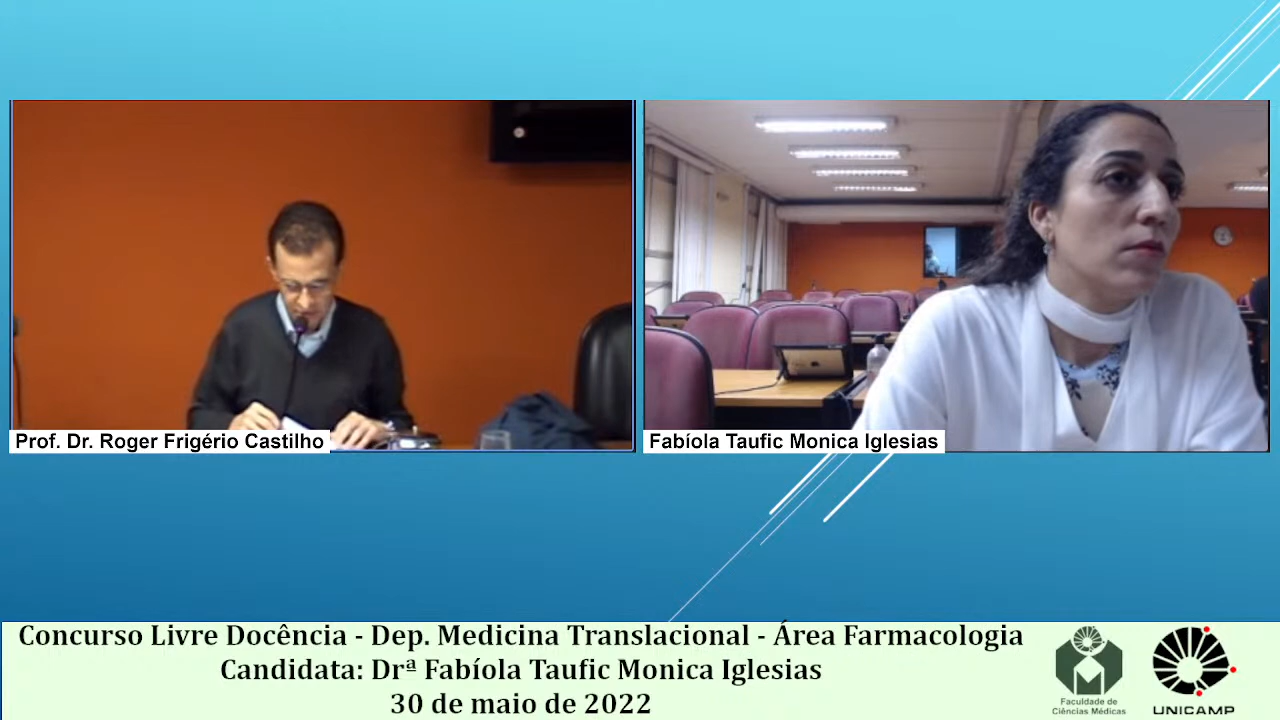 Prof. Dr. Roger Frigério Castilho
Fabíola Taufic Monica Iglesias
Concurso Livre Docência - Dep. Medicina Translacional - Área Farmacologia
Candidata: Drª Fabíola Taufic Monica Iglesias
30 de maio de 2022
Faculdade de
Ciências Médicas
UNICAMP